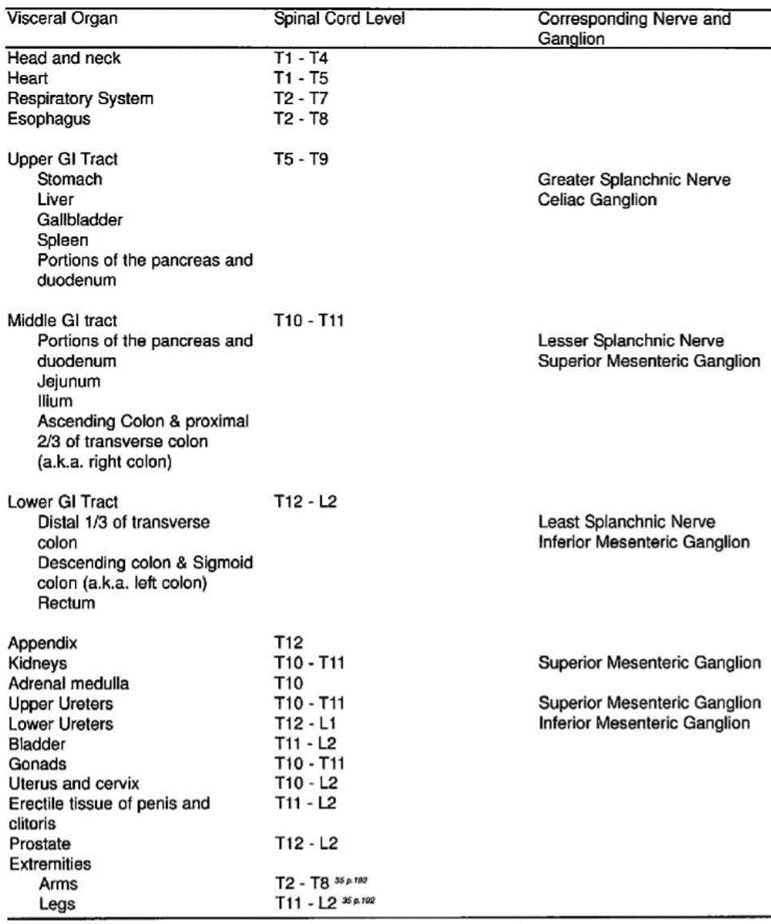 Visceral Organ Spinal Cord Level Corresponding Nerve and
Ganglion
Head and neck T1 - T4
Heart T1 - T5
Respiratory System T2 - T7
Esophagus T2 - T8
Upper GI Tract T5 - T9
Stomach Greater Splanchnic Nerve
Liver Celiac Ganglion
Gallbladder
Spleen
Portions of the pancreas and
duodenum
Middle GI tract T10 - T11
Portions of the pancreas and Lesser Splanchnic Nerve
duodenum Superior Mesenteric Ganglion
Jejunum
Ilium
Ascending Colon & proximal
2/3 of transverse colon
(a.k.a. right colon)
Lower GI Tract T12 - L2
Distal 1/3 of transverse Least Splanchnic Nerve
colon Inferior Mesenteric Ganglion
Descending colon & Sigmoid
colon (a.k.a. left colon)
Rectum
Appendix T12
Kidneys T10 - T11 Superior Mesenteric Ganglion
Adrenal medulla T10
Upper Ureters T10 - T11 Superior Mesenteric Ganglion
Lower Ureters T12 - L1 Inferior Mesenteric Ganglion
Bladder T11 - L2
Gonads T10 - T11
Uterus and cervix T10 - L2
Erectile tissue of penis and T11 - L2
clitoris
Prostate T12 - L2
Extremities
Arms T2 - T8 35 p.192
Legs T11 - L2 35 p.192